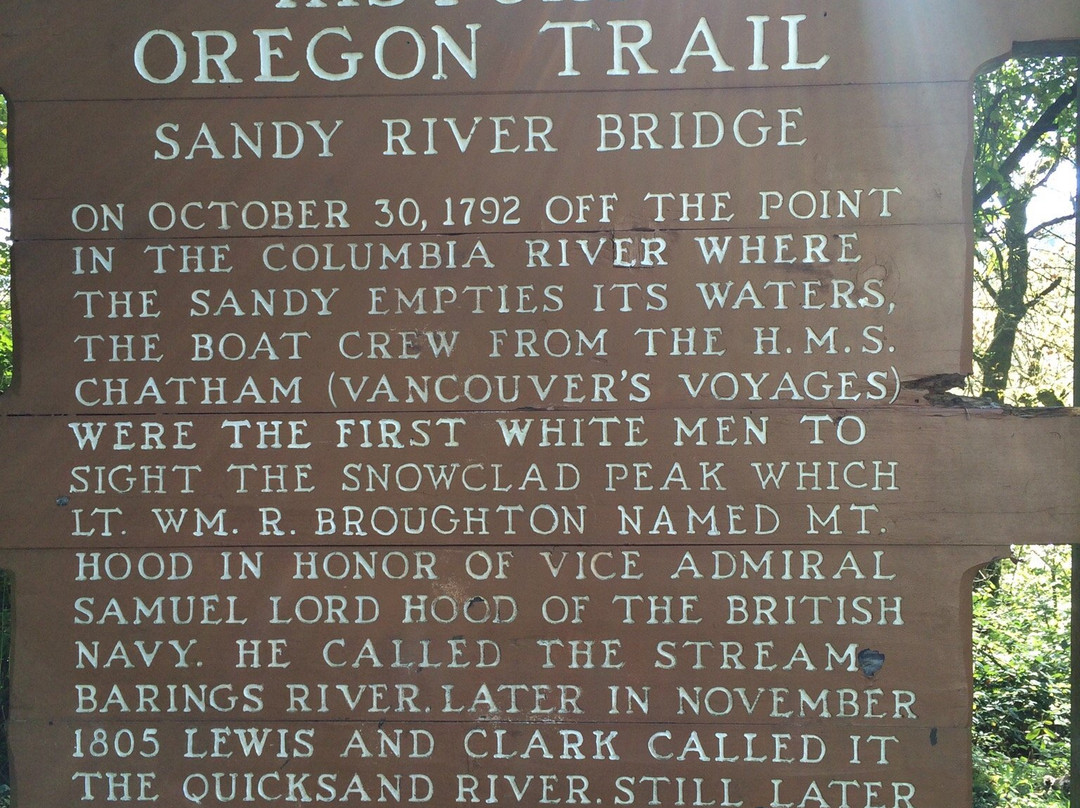 OREGON TRAIL
SANDY RIVER BRIDGE
ON OCTOBER 30, 1792 OFF THE POINT
IN THE COLUMBIA RIVER WHERE
THE SANDY EMPTIES ITS WATERS,
THE BOAT CREW FROM THE H.M.S.
CHATHAM (VANCOUVER'S VOYAGES)
WERE THE FIRST WHITE MEN TO
SIGHT THE SNOWCLAD PEAK WHICH
LT. WM. R. BROUGHTON NAMED MT.
HOOD IN HONOR OF VICE ADMIRAL
SAMUEL LORD HOOD OF THE BRITISH
NAVY. HE CALLED THE STREAM
BARINGS RIVER. LATER IN NOVEMBER
1805 LEWIS AND CLARK CALLED IT
THE QUICKSAND RIVER. STILL LATER